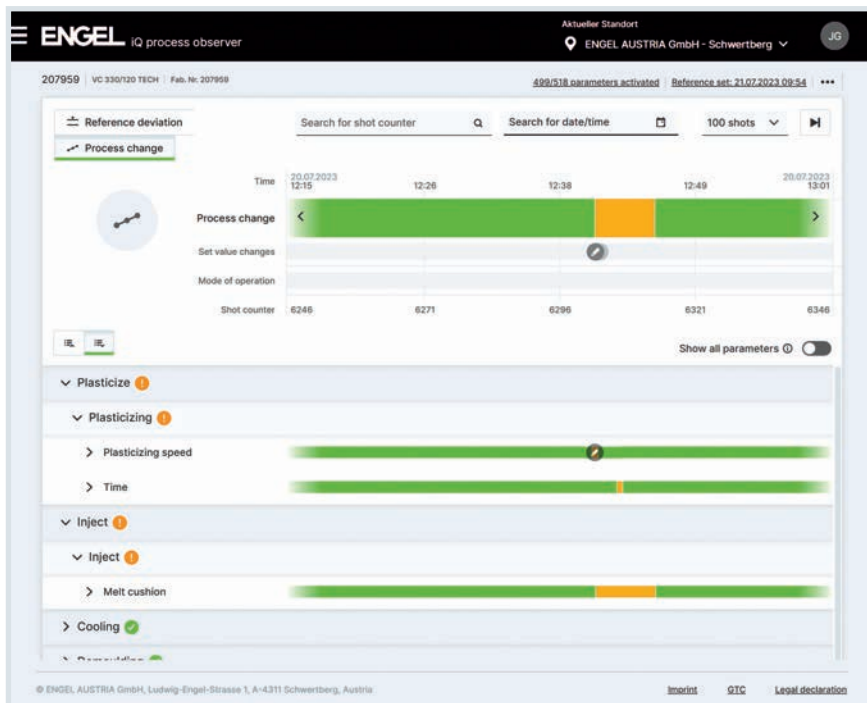 Aktueller Standort
ENGEL iQ process observer
ENGEL AUSTRIA GmbH - Schwertberg
JG
207959 VC 330/120 TECH Fab. Nr. 207959
499/518 parameters activated Reference set: 21.07.2023 09:54
Reference deviation
Search for shot counter
Search for date/time
100 shots
Process change
Time 20.07.2023 12:15 12:26 12:38 12:49 20.07.2023 13:01
Process change
Set value changes
Mode of operation
Shot counter 6246 6271 6296 6321 6346
Show all parameters
Plasticize
Plasticizing
Plasticizing speed
Time
Inject
Inject
Melt cushion
Cooling
Demoulding
© ENGEL AUSTRIA GmbH, Ludwig-Engel-Strasse 1, A-4311 Schwertberg, Austria
Imprint GTC Legal declaration